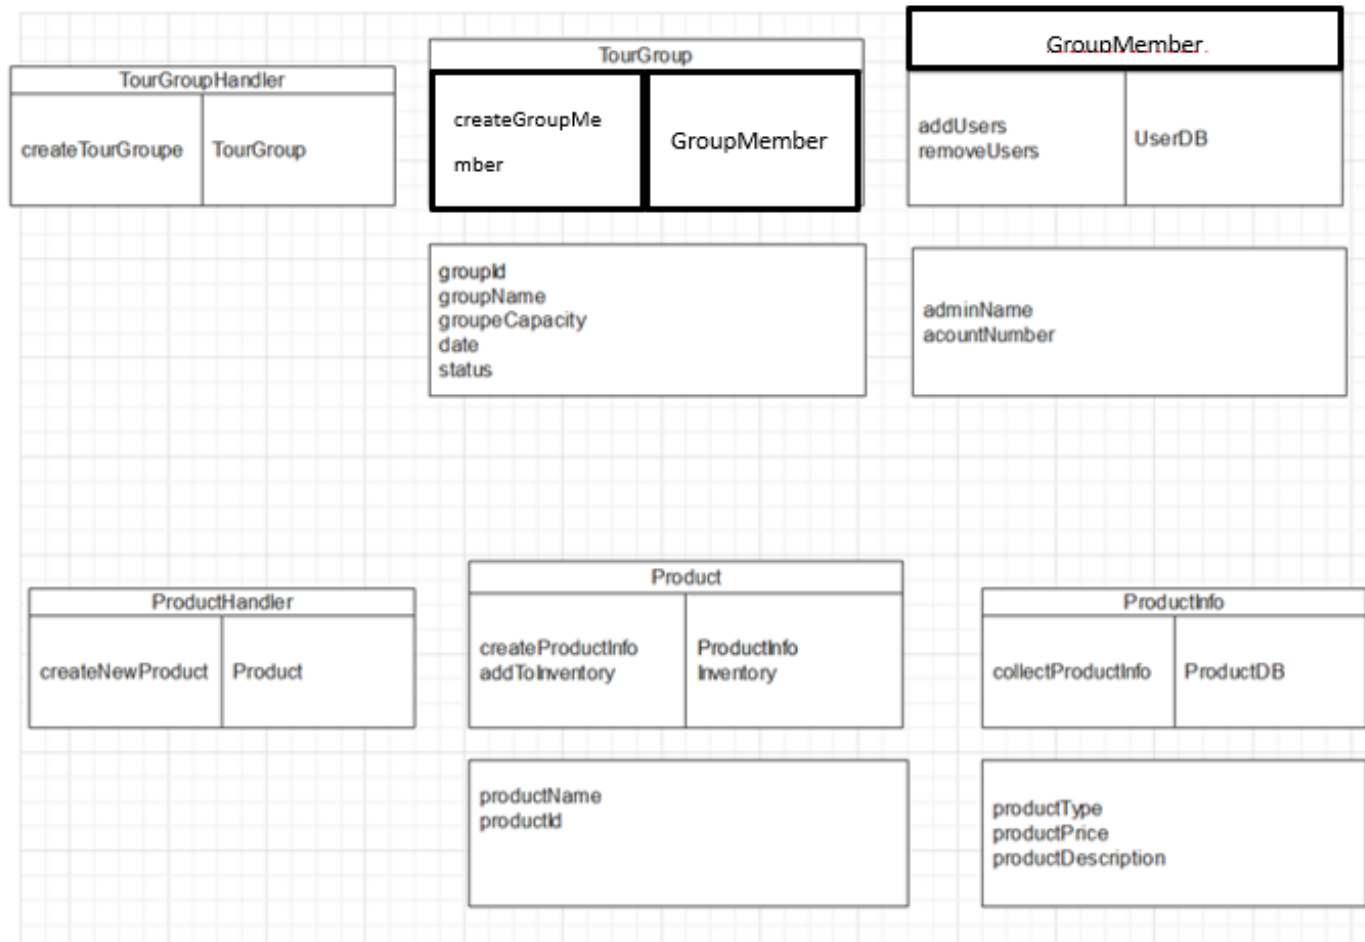 TourGroupHandler
createTourGroupe
TourGroup
TourGroup
createGroupMe
mber
GroupMember
groupId
groupName
groupeCapacity
date
status
GroupMember
addUsers
removeUsers
UserDB
adminName
acountNumber
ProductHandler
createNewProduct
Product
Product
createProductInfo
addToInventory
ProductInfo
Inventory
productName
productId
ProductInfo
collectProductInfo
ProductDB
productType
productPrice
productDescription